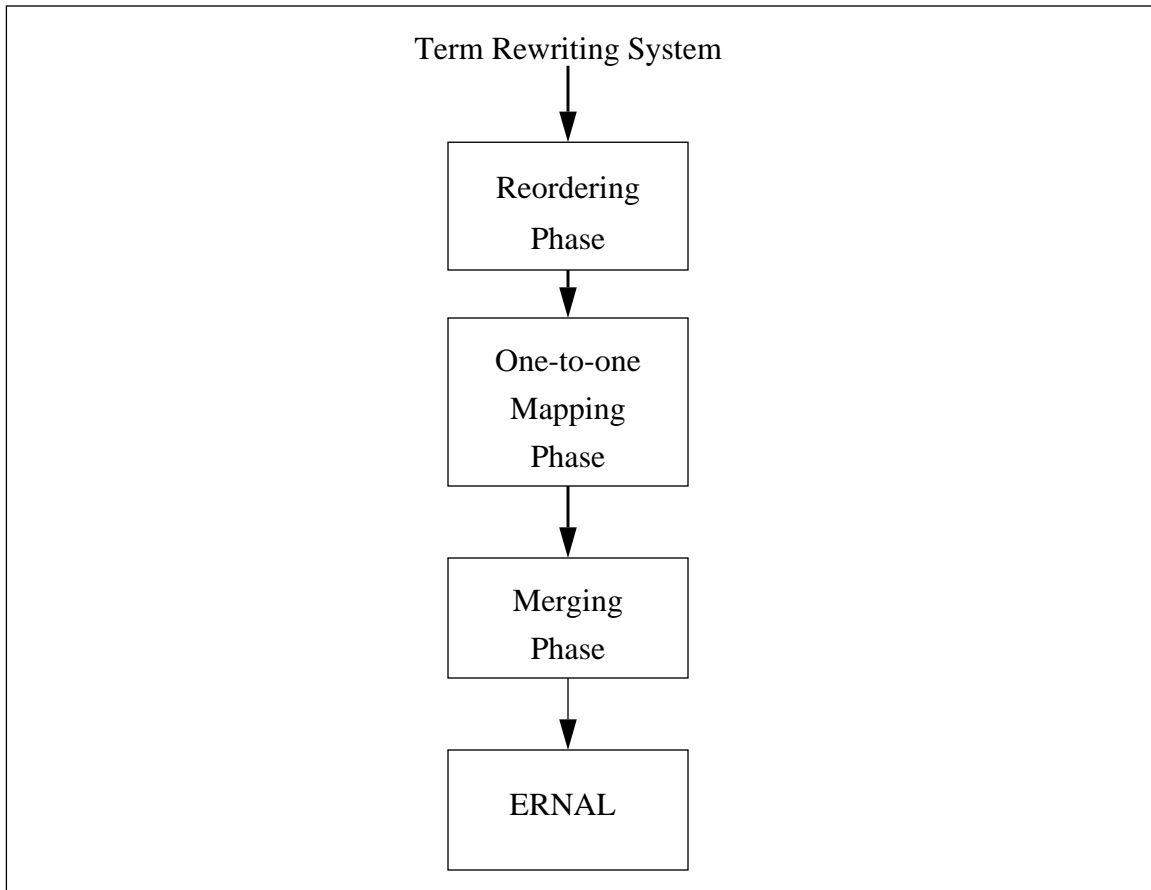 Term Rewriting System
Reordering
Phase
One-to-one
Mapping
Phase
Merging
Phase
ERNAL